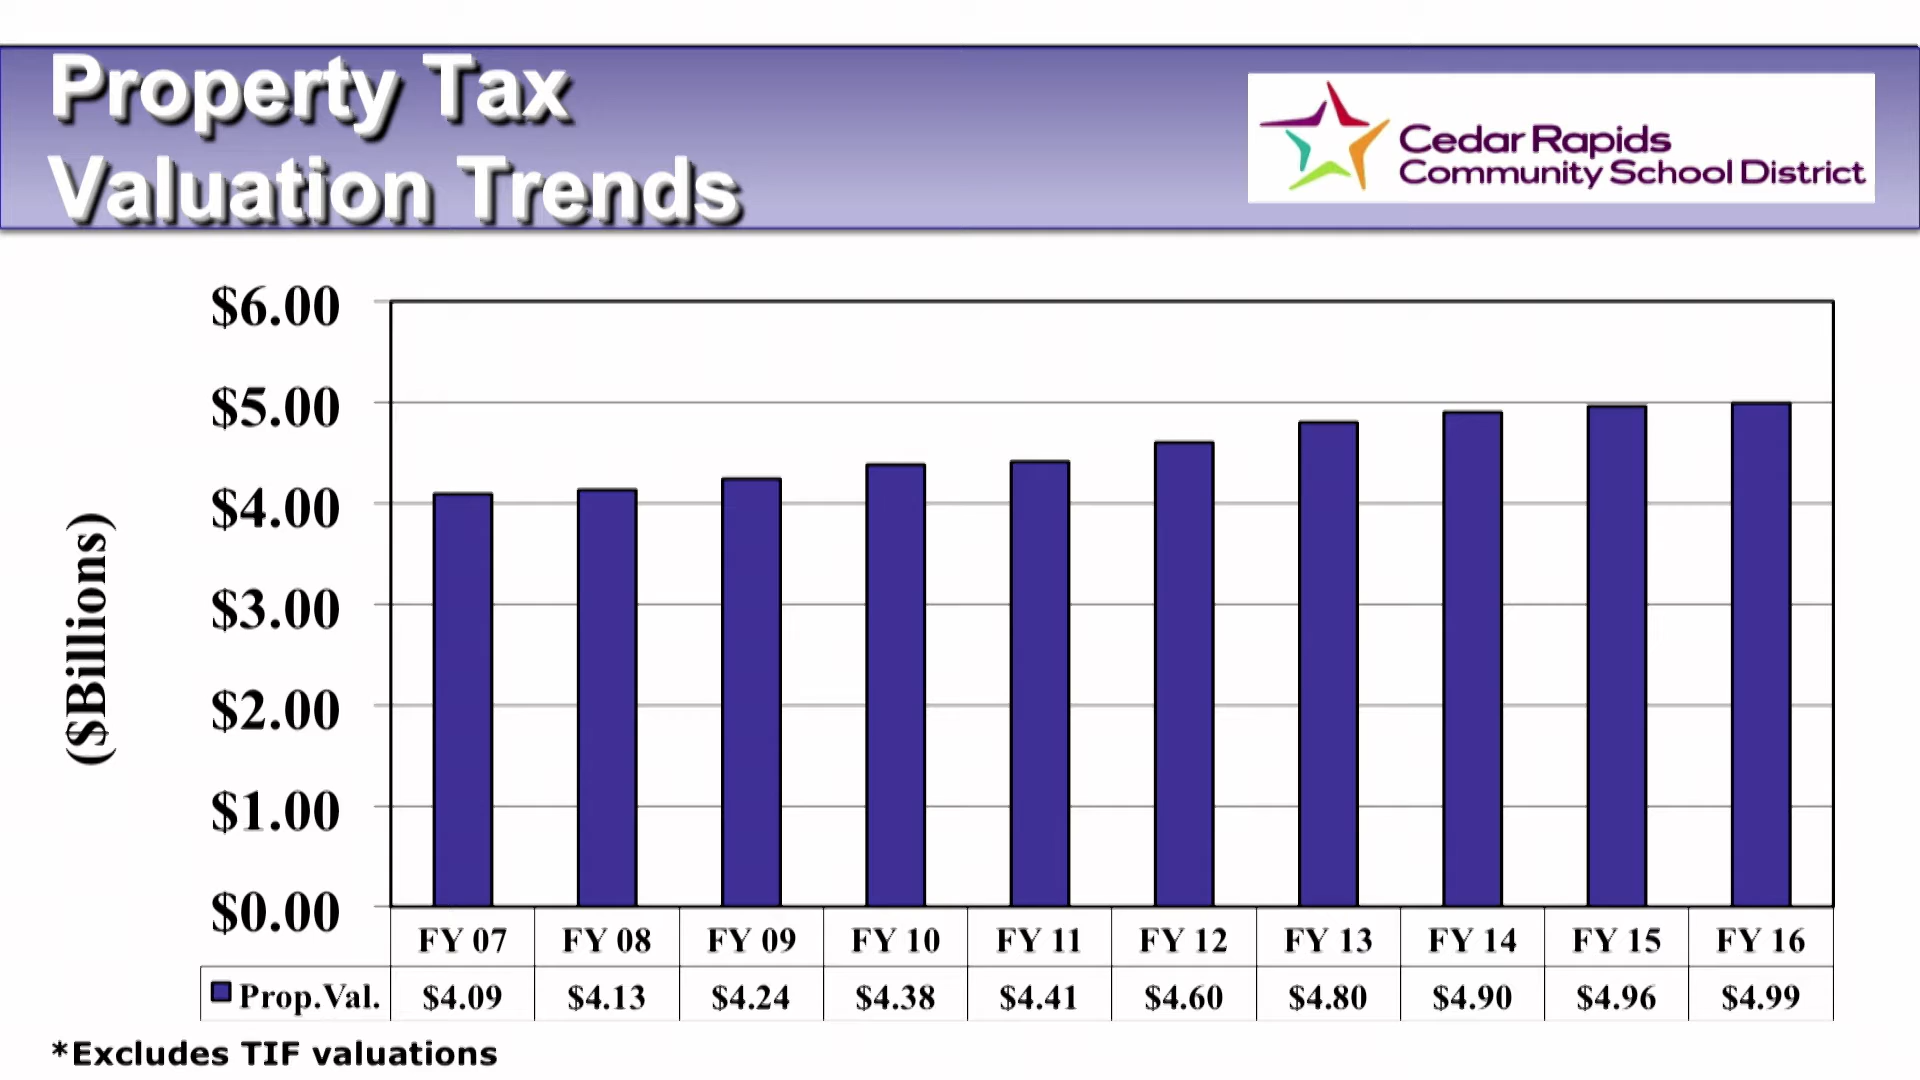 Property Tax
Valuation Trends
Cedar Rapids
Community School District
$6.00
$5.00
$4.00
$3.00
$2.00
$1.00
$0.00
($Billions)
FY 07 FY 08 FY 09 FY 10 FY 11 FY 12 FY 13 FY 14 FY 15 FY 16
Prop.Val. $4.09 $4.13 $4.24 $4.38 $4.41 $4.60 $4.80 $4.90 $4.96 $4.99
*Excludes TIF valuations